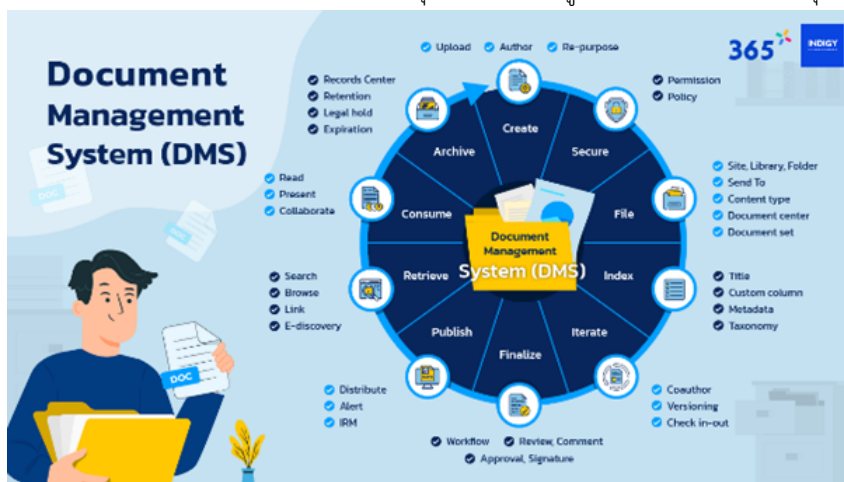 Document
Management
System (DMS)
365
INDIGY
Upload
Author
Re-purpose
Records Center
Retention
Legal hold
Expiration
Permission
Policy
Create
Archive
Secure
Read
Present
Collaborate
Site, Library, Folder
Send To
Content type
Document center
Document set
Consume
File
Document
Management
System (DMS)
Retrieve
Index
Search
Browse
Link
E-discovery
Title
Custom column
Metadata
Taxonomy
Publish
Iterate
Finalize
Distribute
Alert
IRM
Coauthor
Versioning
Check in-out
Workflow
Review, Comment
Approval, Signature
DOC
DOC